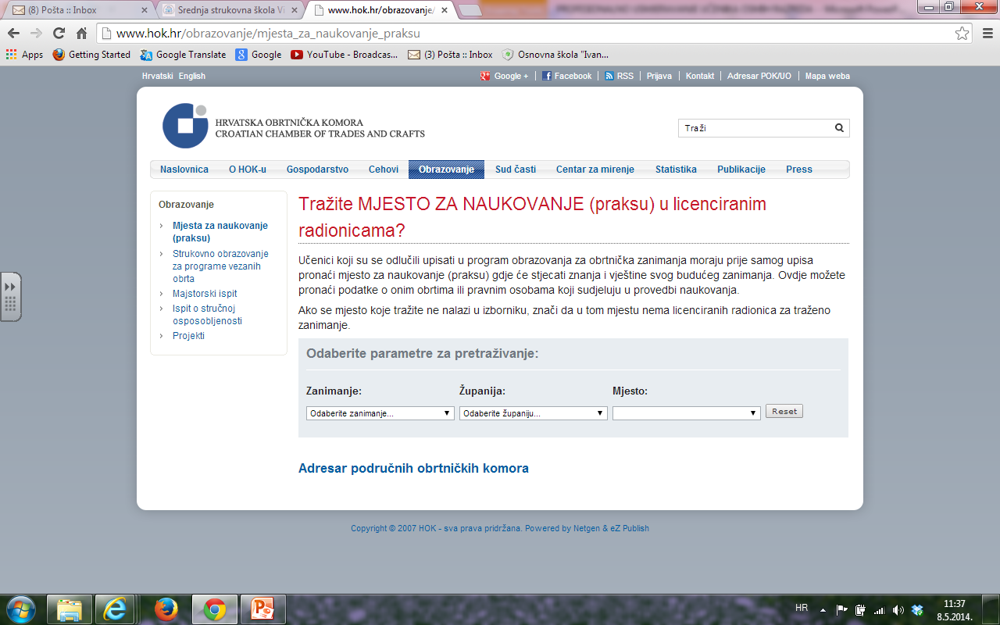 (8) Pošta :: Inbox
Srednja strukovna škola Vi
www.hok.hr/obrazovanje/
www.hok.hr/obrazovanje/mjesta_za_naukovanje_praksu
Apps Getting Started Google Translate Google YouTube - Broadcas... (3) Pošta :: Inbox Osnovna škola "Ivan...
Hrvatski English Google + Facebook RSS Prijava Kontakt Adresar POK/UO Mapa weba
HRVATSKA OBRTNIČKA KOMORA
CROATIAN CHAMBER OF TRADES AND CRAFTS
Traži
Naslovnica O HOK-u Gospodarstvo Cehovi Obrazovanje Sud časti Centar za mirenje Statistika Publikacije Press
Obrazovanje
Mjesta za naukovanje
(praksu)
Strukovno obrazovanje
za programe vezanih
obrta
Majstorski ispit
Ispit o stručnoj
osposobljenosti
Projekti
Tražite MJESTO ZA NAUKOVANJE (praksu) u licenciranim
radionicama?
Učenici koji su se odlučili upisati u program obrazovanja za obrtnička zanimanja moraju prije samog upisa
pronaći mjesto za naukovanje (praksu) gdje će stjecati znanja i vještine svog budućeg zanimanja. Ovdje možete
pronaći podatke o onim obrtima ili pravnim osobama koji sudjeluju u provedbi naukovanja.
Ako se mjesto koje tražite ne nalazi u izborniku, znači da u tom mjestu nema licenciranih radionica za traženo
zanimanje.
Odaberite parametre za pretraživanje:
Zanimanje: Županija: Mjesto:
Odaberite zanimanje... Odaberite županiju... Reset
Adresar područnih obrtničkih komora
Copyright © 2007 HOK - sva prava pridržana. Powered by Netgen & eZ Publish
HR
11:37
8.5.2014.